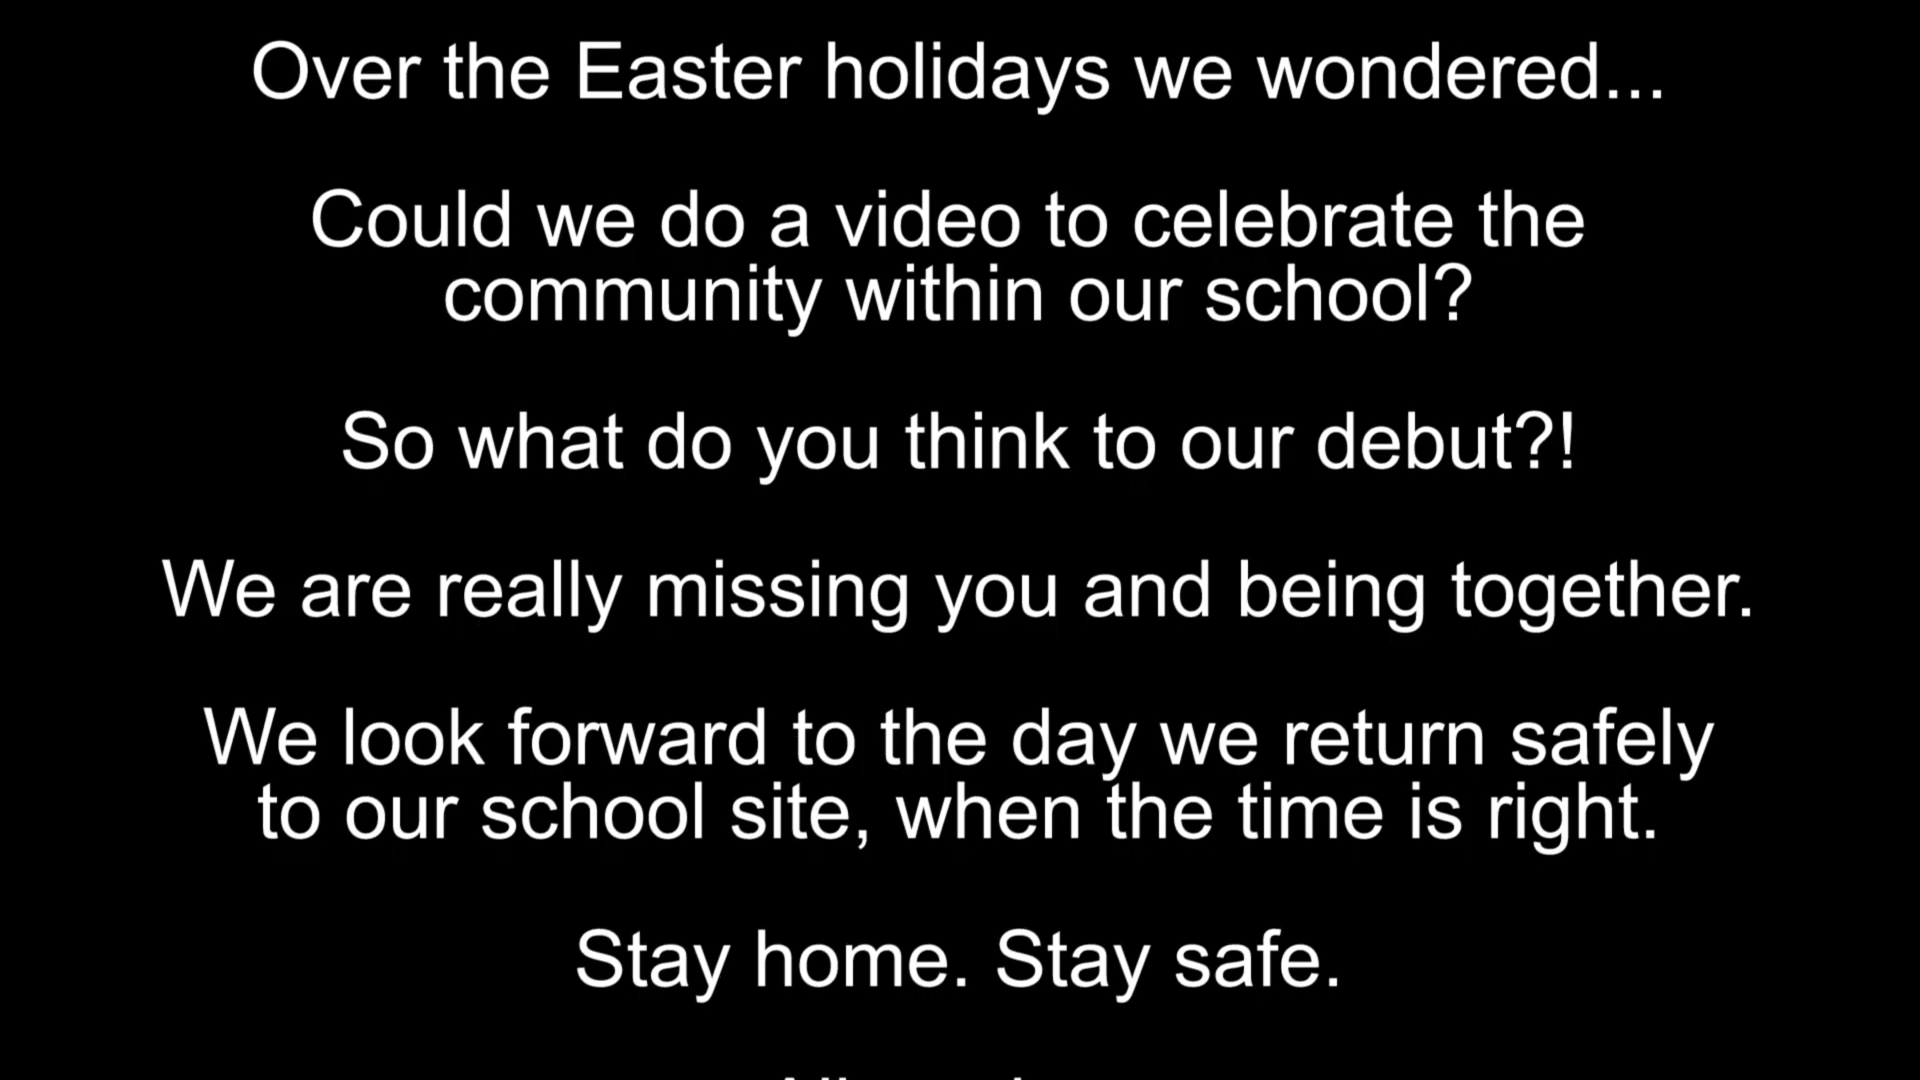 Over the Easter holidays we wondered...
Could we do a video to celebrate the
community within our school?
So what do you think to our debut?!
We are really missing you and being together.
We look forward to the day we return safely
to our school site, when the time is right.
Stay home. Stay safe.